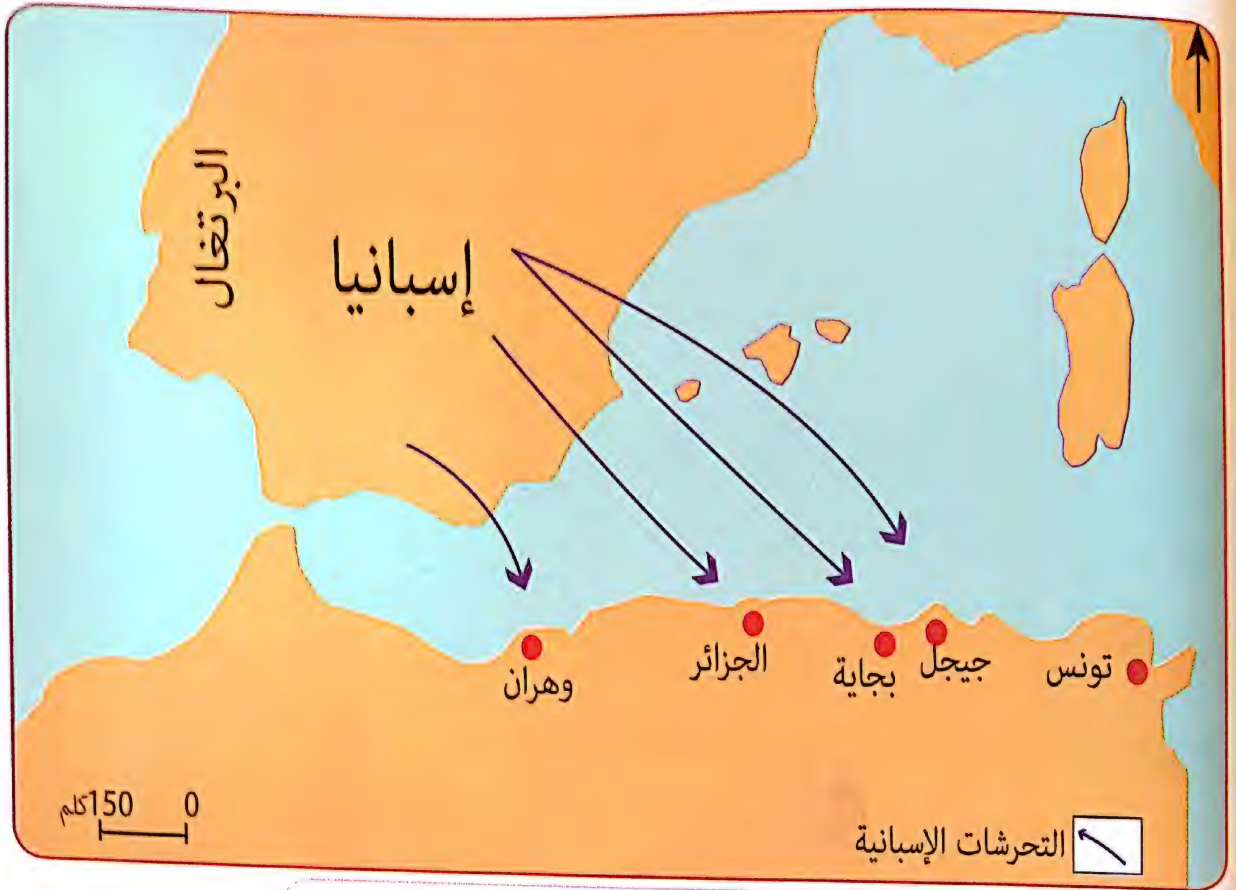 البرتغال
إسبانيا
وهران
الجزائر
بجاية
جيجل
تونس
150كلم 0
التحرشات الإسبانية